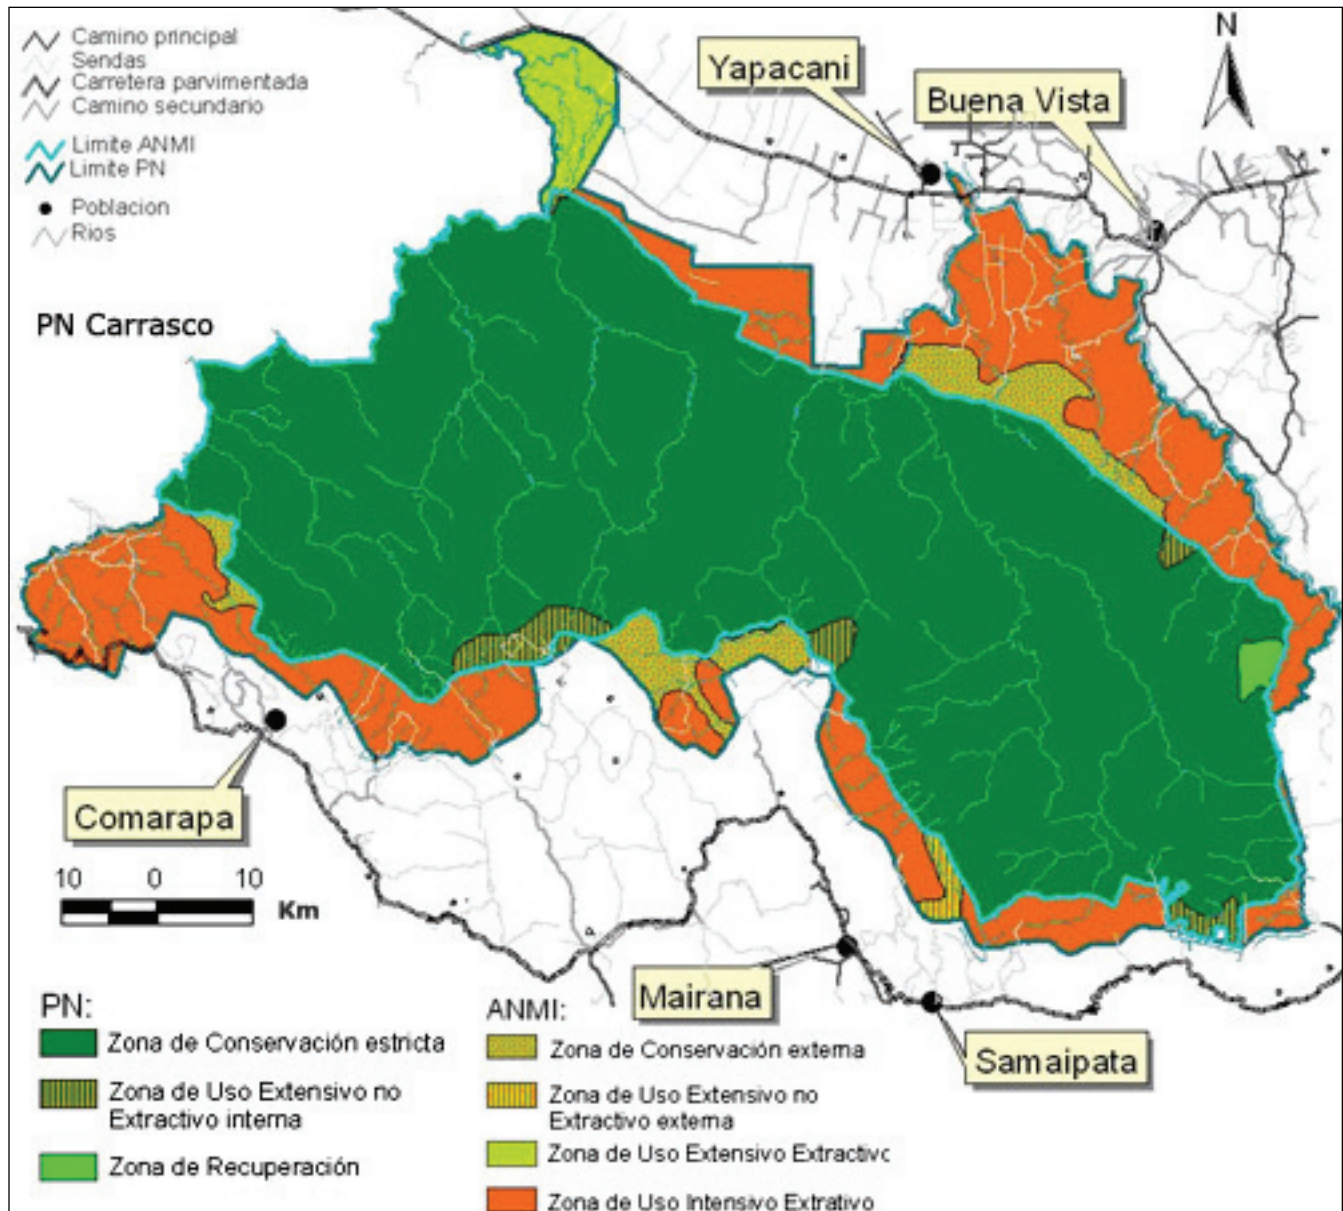 Camino principal
Sendas
Carretera parvimentada
Camino secundario
Limite ANMI
Limite PN
Poblacion
Rios
N
Yapacani
Buena Vista
PN Carrasco
Comarapa
10 0 10
Km
Mairana
Samaipata
PN:
Zona de Conservación estricta
Zona de Uso Extensivo no
Extractivo interna
Zona de Recuperación
ANMI:
Zona de Conservación externa
Zona de Uso Extensivo no
Extractivo externa
Zona de Uso Extensivo Extractivo
Zona de Uso Intensivo Extrativo